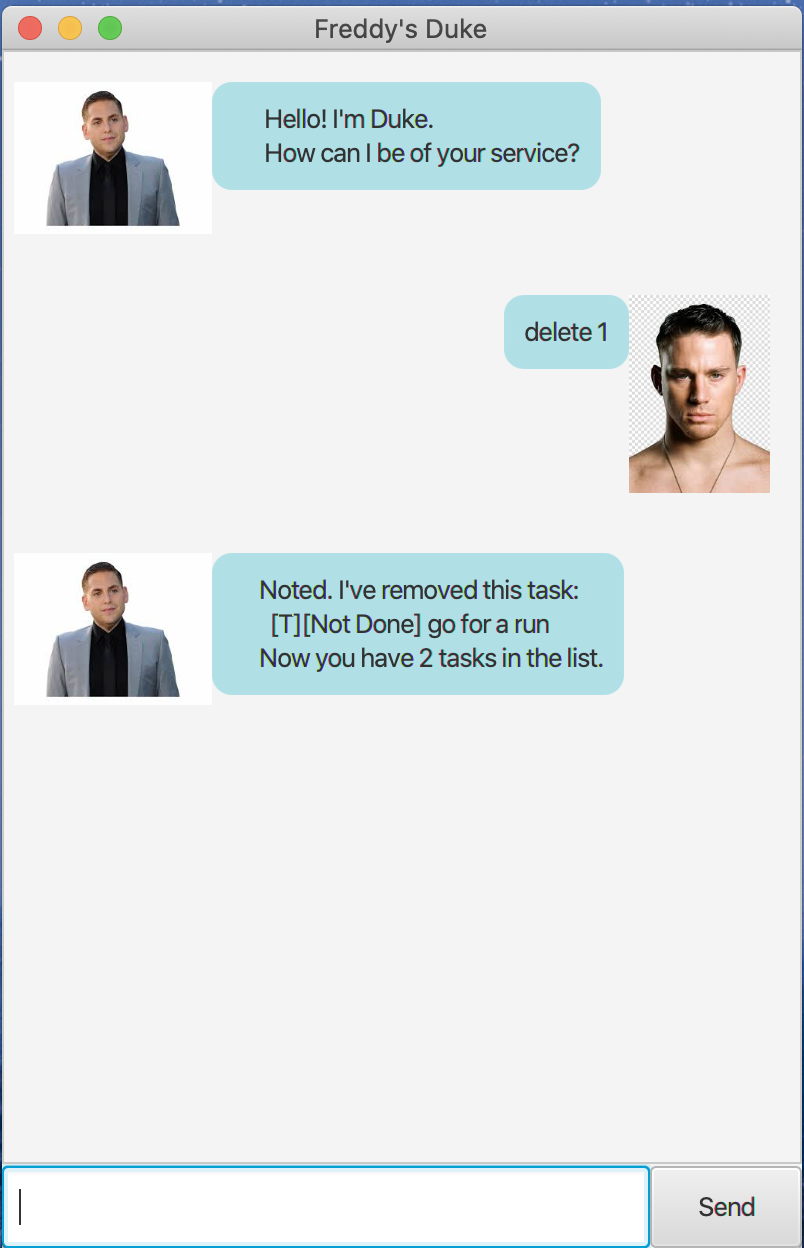 Freddy's Duke
Hello! I'm Duke.
How can I be of your service?
delete 1
Noted. I've removed this task:
[T][Not Done] go for a run
Now you have 2 tasks in the list.
Send